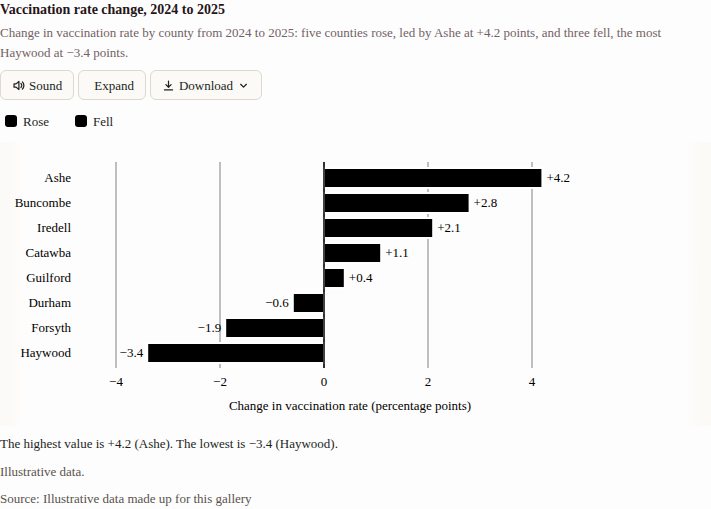 Vaccination rate change, 2024 to 2025
Change in vaccination rate by county from 2024 to 2025: five counties rose, led by Ashe at +4.2 points, and three fell, the most
Haywood at −3.4 points.
Sound Expand Download
Rose Fell
Ashe +4.2
Buncombe +2.8
Iredell +2.1
Catawba +1.1
Guilford +0.4
Durham −0.6
Forsyth −1.9
Haywood −3.4
−4 −2 0 2 4
Change in vaccination rate (percentage points)
The highest value is +4.2 (Ashe). The lowest is −3.4 (Haywood).
Illustrative data.
Source: Illustrative data made up for this gallery